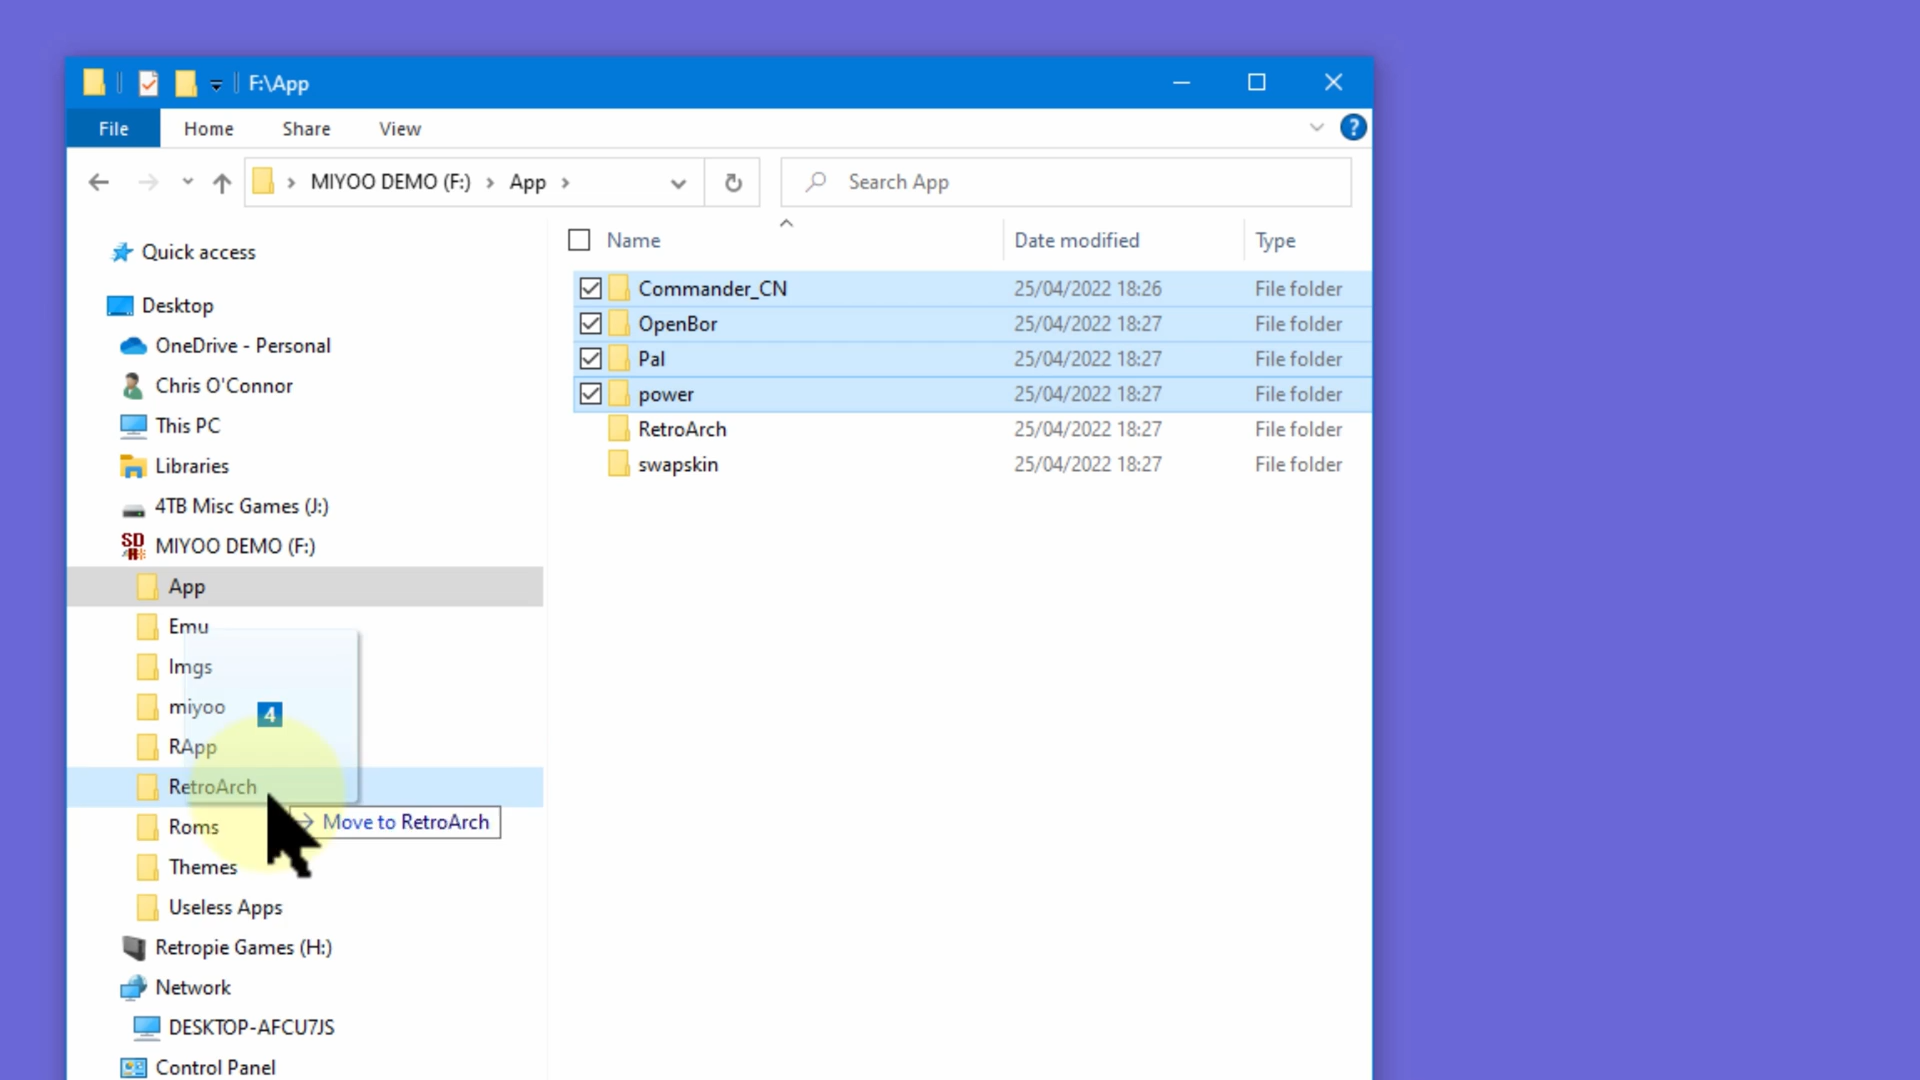 F:\App
File Home Share View
MIYOO DEMO (F:) App
Search App
Name Date modified Type
Quick access
Desktop
OneDrive - Personal
Chris O'Connor
This PC
Libraries
4TB Misc Games (J:)
SD
MIYOO DEMO (F:)
App
Emu
Imgs
miyoo
4
RApp
RetroArch
Move to RetroArch
Roms
Themes
Useless Apps
Retropie Games (H:)
Network
DESKTOP-AFCU7JS
Control Panel
Commander_CN 25/04/2022 18:26 File folder
OpenBor 25/04/2022 18:27 File folder
Pal 25/04/2022 18:27 File folder
power 25/04/2022 18:27 File folder
RetroArch 25/04/2022 18:27 File folder
swapskin 25/04/2022 18:27 File folder